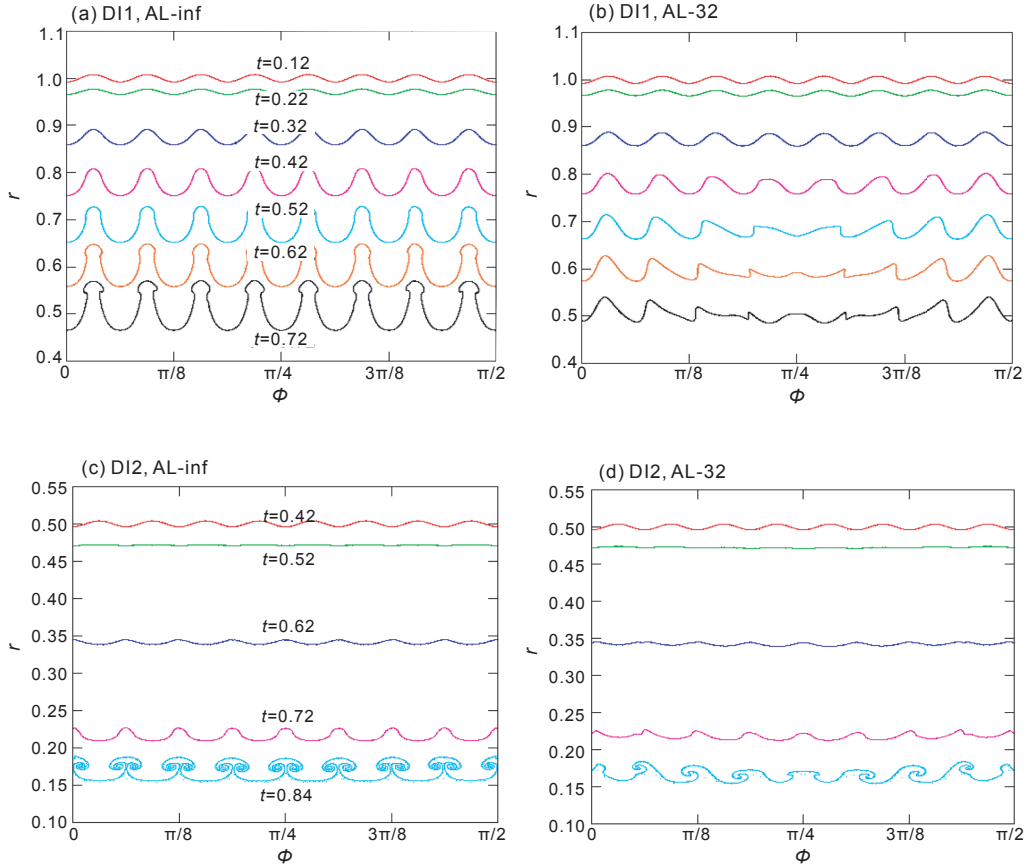 (a) DI1, AL-inf
(b) DI1, AL-32
1.1
1.0
0.9
0.8
0.7
0.6
0.5
0.4
r
t=0.12
t=0.22
t=0.32
t=0.42
t=0.52
t=0.62
t=0.72
0
π/8
π/4
3π/8
π/2
Φ
1.1
1.0
0.9
0.8
0.7
0.6
0.5
0.4
r
0
π/8
π/4
3π/8
π/2
Φ
(c) DI2, AL-inf
(d) DI2, AL-32
0.55
0.50
0.45
0.40
0.35
0.30
0.25
0.20
0.15
0.10
r
t=0.42
t=0.52
t=0.62
t=0.72
t=0.84
0
π/8
π/4
3π/8
π/2
Φ
0.55
0.50
0.45
0.40
0.35
0.30
0.25
0.20
0.15
0.10
r
0
π/8
π/4
3π/8
π/2
Φ